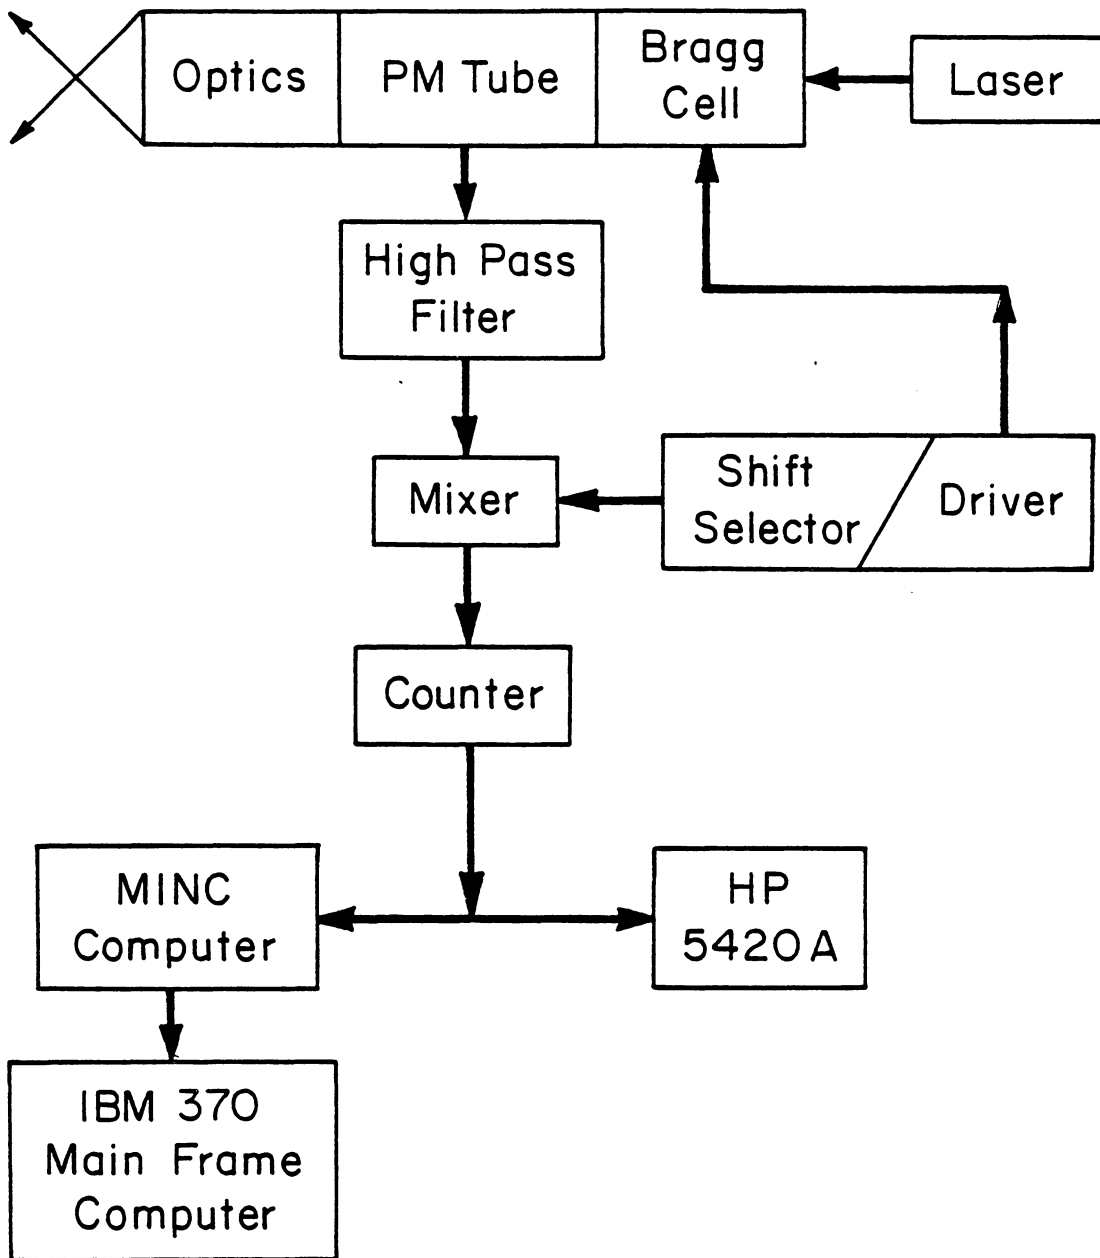 Optics
PM Tube
Bragg
Cell
Laser
High Pass
Filter
Mixer
Shift
Selector
Driver
Counter
MINC
Computer
HP
5420A
IBM 370
Main Frame
Computer